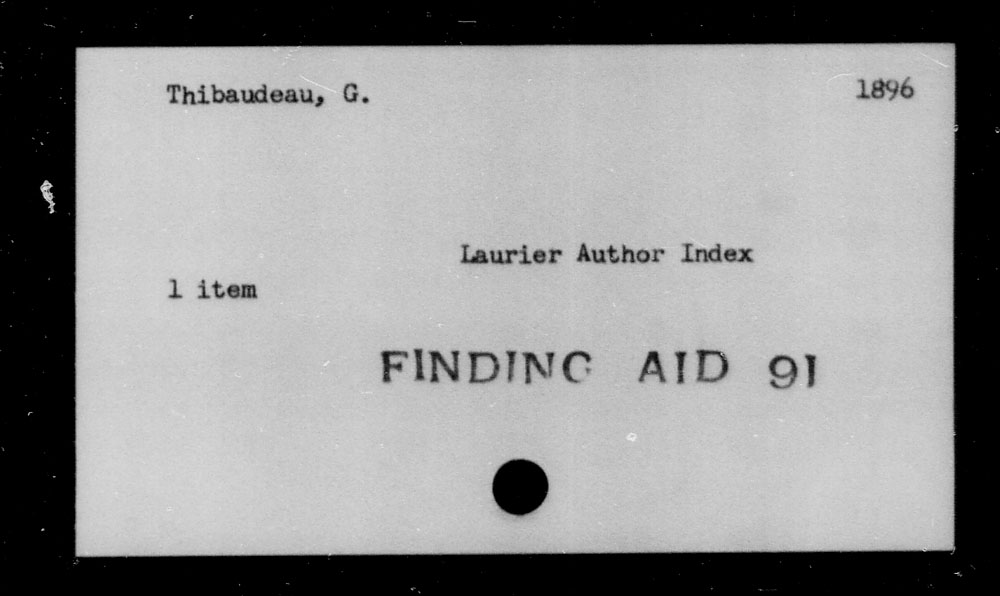 Thibaudeau, G. 1896
Laurier Author Index
1 item
FINDING AID 91